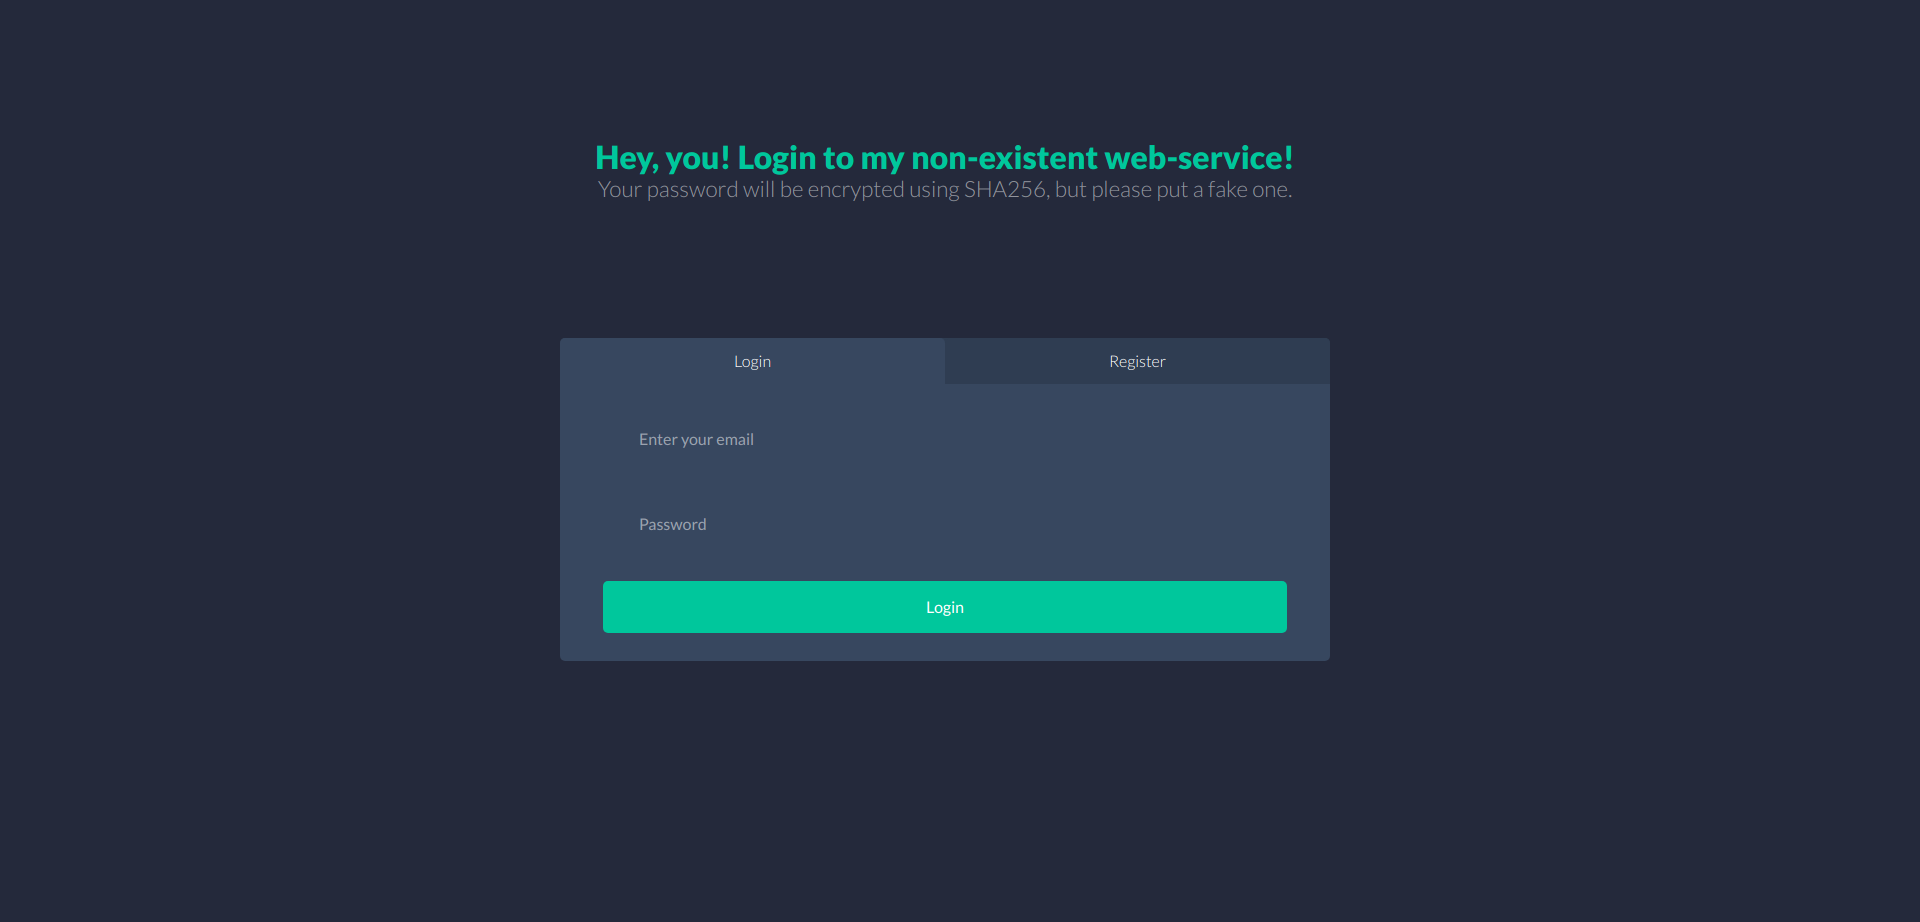 Hey, you! Login to my non-existent web-service!
Your password will be encrypted using SHA256, but please put a fake one.
Login
Register
Enter your email
Password
Login